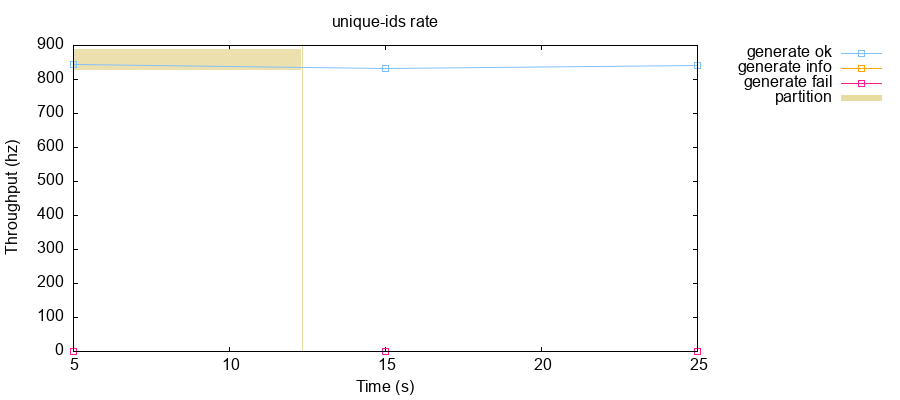 unique-ids rate
900
800
700
600
500
400
300
200
100
0
5
10
15
20
25
Throughput (hz)
Time (s)
generate ok
generate info
generate fail
partition